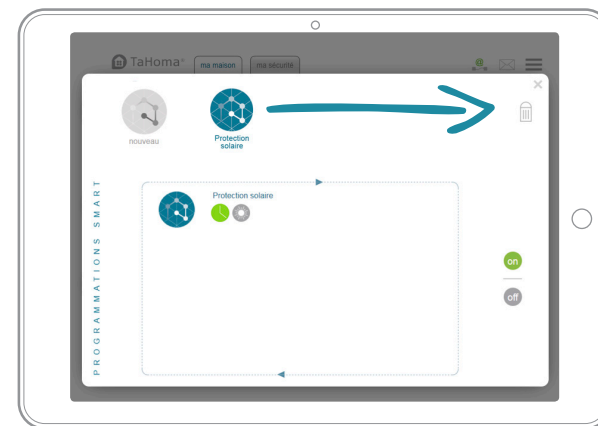 TaHoma®
ma maison
ma sécurité
nouveau
Protection
solaire
PROGRAMMATIONS SMART
Protection solaire
on
off